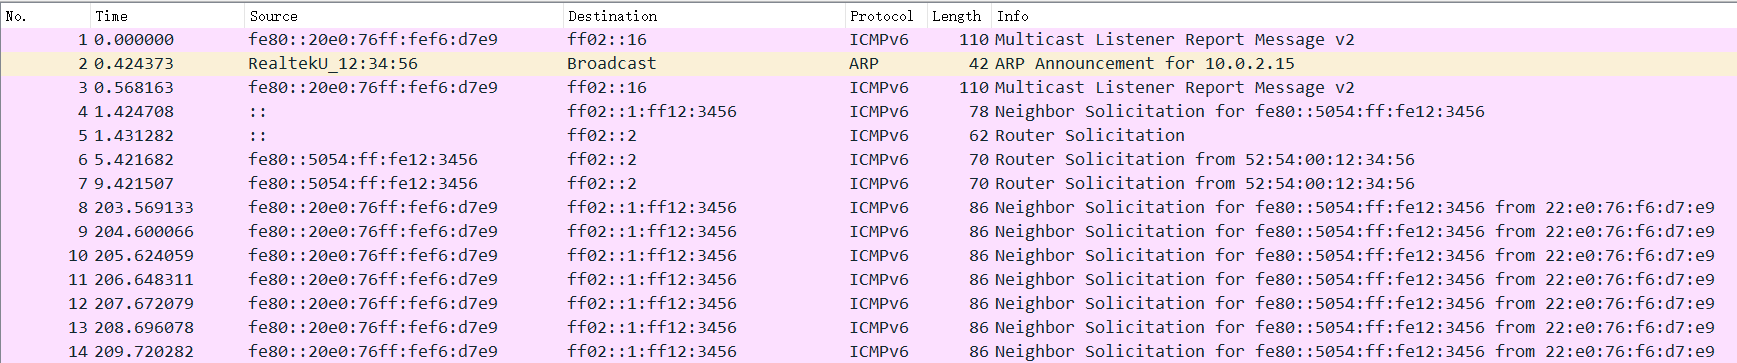 No. Time Source Destination Protocol Length Info
1 0.000000 fe80::20e0:76ff:fef6:d7e9 ff02::16 ICMPv6 110 Multicast Listener Report Message v2
2 0.424373 RealtekU_12:34:56 Broadcast ARP 42 ARP Announcement for 10.0.2.15
3 0.568163 fe80::20e0:76ff:fef6:d7e9 ff02::16 ICMPv6 110 Multicast Listener Report Message v2
4 1.424708 :: ff02::1:ff12:3456 ICMPv6 78 Neighbor Solicitation for fe80::5054:ff:fe12:3456
5 1.431282 :: ff02::2 ICMPv6 62 Router Solicitation
6 5.421682 fe80::5054:ff:fe12:3456 ff02::2 ICMPv6 70 Router Solicitation from 52:54:00:12:34:56
7 9.421507 fe80::5054:ff:fe12:3456 ff02::2 ICMPv6 70 Router Solicitation from 52:54:00:12:34:56
8 203.569133 fe80::20e0:76ff:fef6:d7e9 ff02::1:ff12:3456 ICMPv6 86 Neighbor Solicitation for fe80::5054:ff:fe12:3456 from 22:e0:76:f6:d7:e9
9 204.600066 fe80::20e0:76ff:fef6:d7e9 ff02::1:ff12:3456 ICMPv6 86 Neighbor Solicitation for fe80::5054:ff:fe12:3456 from 22:e0:76:f6:d7:e9
10 205.624059 fe80::20e0:76ff:fef6:d7e9 ff02::1:ff12:3456 ICMPv6 86 Neighbor Solicitation for fe80::5054:ff:fe12:3456 from 22:e0:76:f6:d7:e9
11 206.648311 fe80::20e0:76ff:fef6:d7e9 ff02::1:ff12:3456 ICMPv6 86 Neighbor Solicitation for fe80::5054:ff:fe12:3456 from 22:e0:76:f6:d7:e9
12 207.672079 fe80::20e0:76ff:fef6:d7e9 ff02::1:ff12:3456 ICMPv6 86 Neighbor Solicitation for fe80::5054:ff:fe12:3456 from 22:e0:76:f6:d7:e9
13 208.696078 fe80::20e0:76ff:fef6:d7e9 ff02::1:ff12:3456 ICMPv6 86 Neighbor Solicitation for fe80::5054:ff:fe12:3456 from 22:e0:76:f6:d7:e9
14 209.720282 fe80::20e0:76ff:fef6:d7e9 ff02::1:ff12:3456 ICMPv6 86 Neighbor Solicitation for fe80::5054:ff:fe12:3456 from 22:e0:76:f6:d7:e9